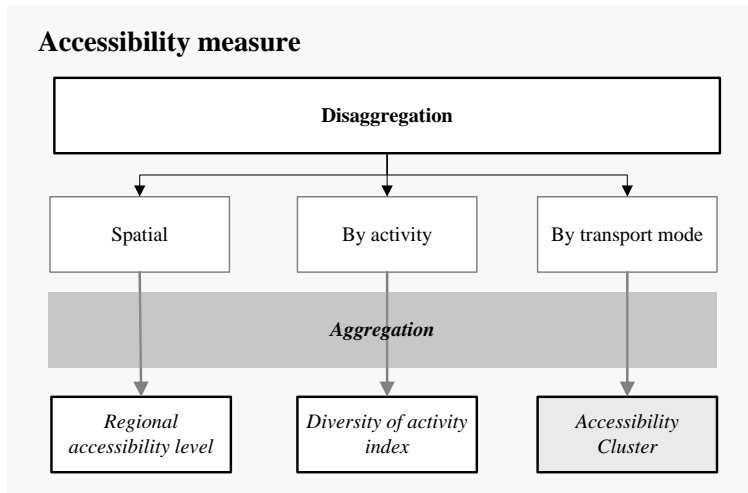 Accessibility measure
Disaggregation
Spatial
By activity
By transport mode
Aggregation
Regional
accessibility level
Diversity of activity
index
Accessibility
Cluster